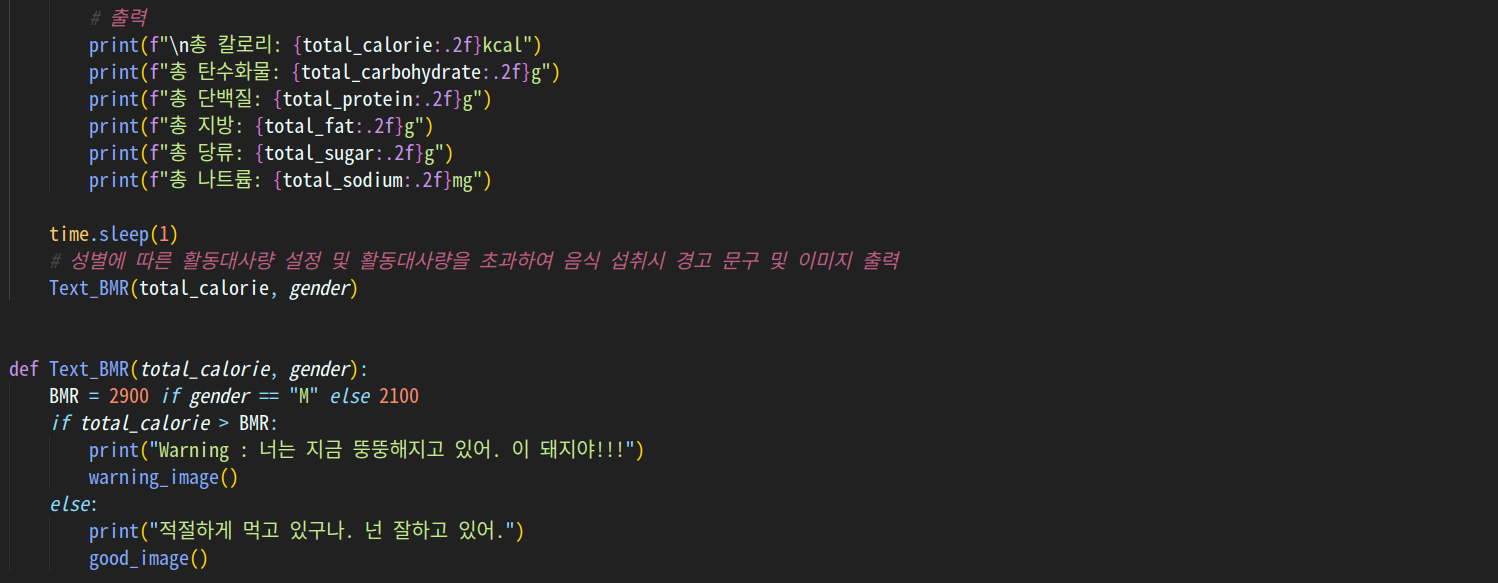 # 출력
print(f"\n총 칼로리: {total_calorie:.2f}kcal")
print(f"총 탄수화물: {total_carbohydrate:.2f}g")
print(f"총 단백질: {total_protein:.2f}g")
print(f"총 지방: {total_fat:.2f}g")
print(f"총 당류: {total_sugar:.2f}g")
print(f"총 나트륨: {total_sodium:.2f}mg")
time.sleep(1)
# 성별에 따른 활동대사량 설정 및 활동대사량을 초과하여 음식 섭취시 경고 문구 및 이미지 출력
Text_BMR(total_calorie, gender)
def Text_BMR(total_calorie, gender):
BMR = 2900 if gender == "M" else 2100
if total_calorie > BMR:
print("Warning : 너는 지금 뚱뚱해지고 있어. 이 돼지야!!!")
warning_image()
else:
print("적절하게 먹고 있구나. 넌 잘하고 있어.")
good_image()